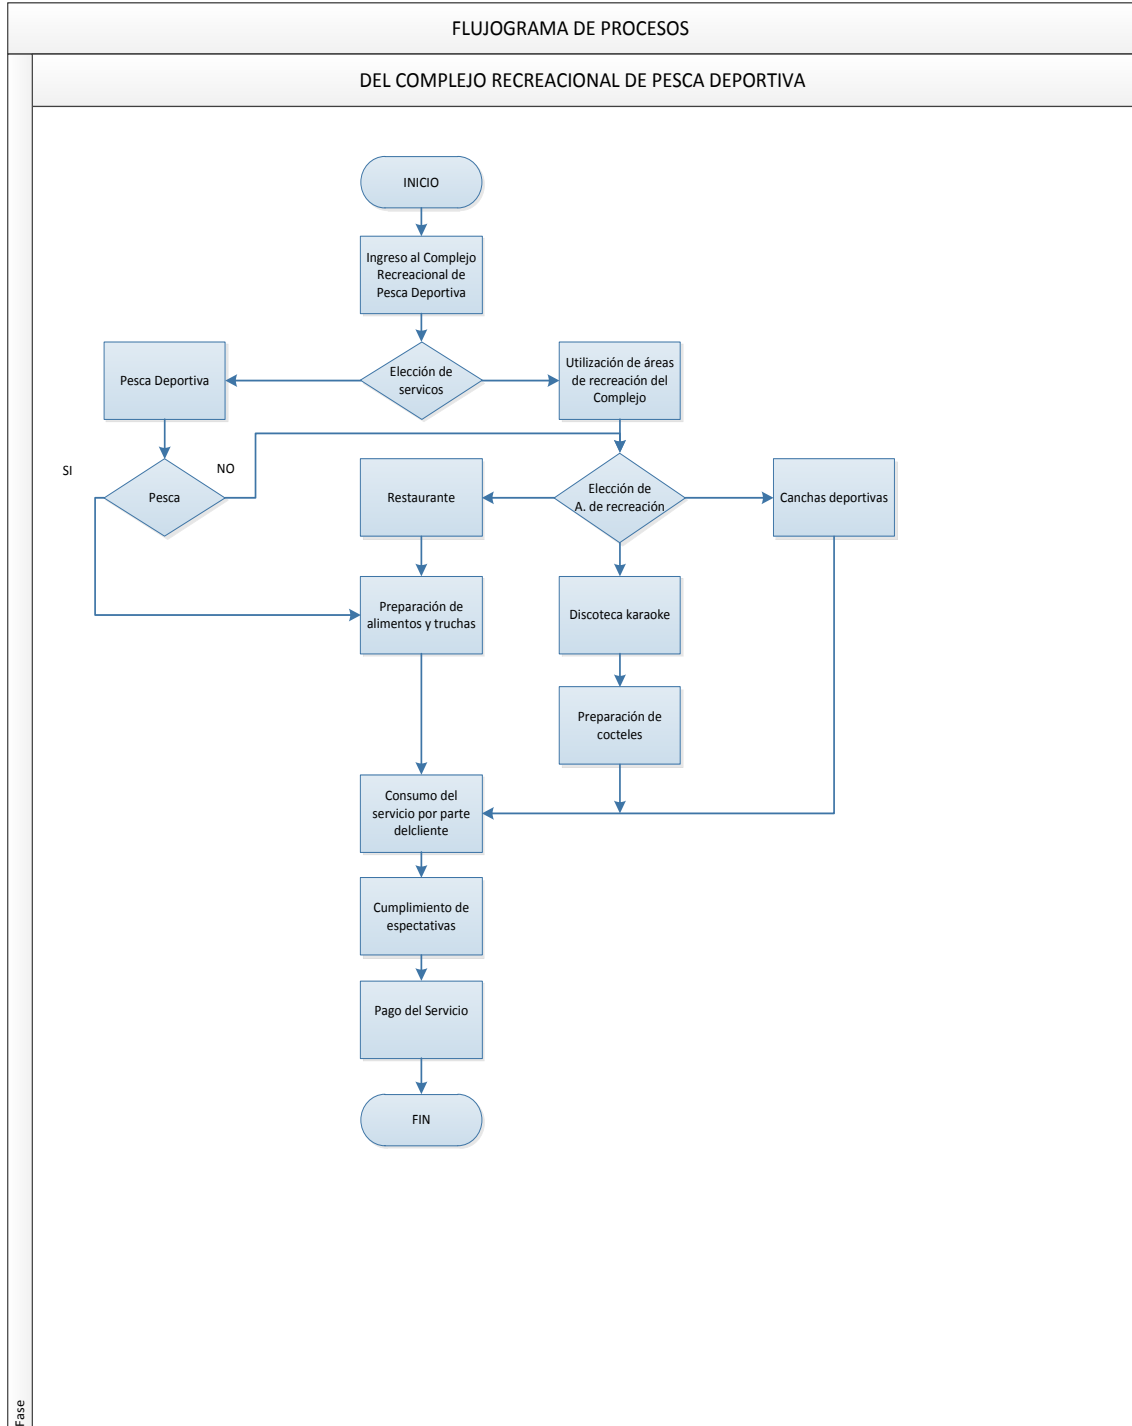 FLUJOGRAMA DE PROCESOS
DEL COMPLEJO RECREACIONAL DE PESCA DEPORTIVA
INICIO
Ingreso al Complejo
Recreacional de
Pesca Deportiva
Pesca Deportiva
Elección de
servicos
Utilización de áreas
de recreación del
Complejo
SI
NO
Pesca
Restaurante
Elección de
A. de recreación
Canchas deportivas
Preparación de
alimentos y truchas
Discoteca karaoke
Preparación de
cocteles
Consumo del
servicio por parte
delcliente
Cumplimiento de
espectativas
Pago del Servicio
FIN
Fase